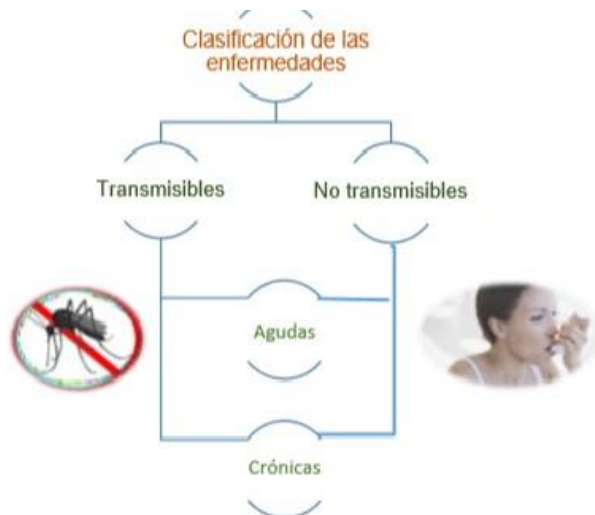 Clasificación de las
enfermedades
Transmisibles
No transmisibles
Agudas
Crónicas